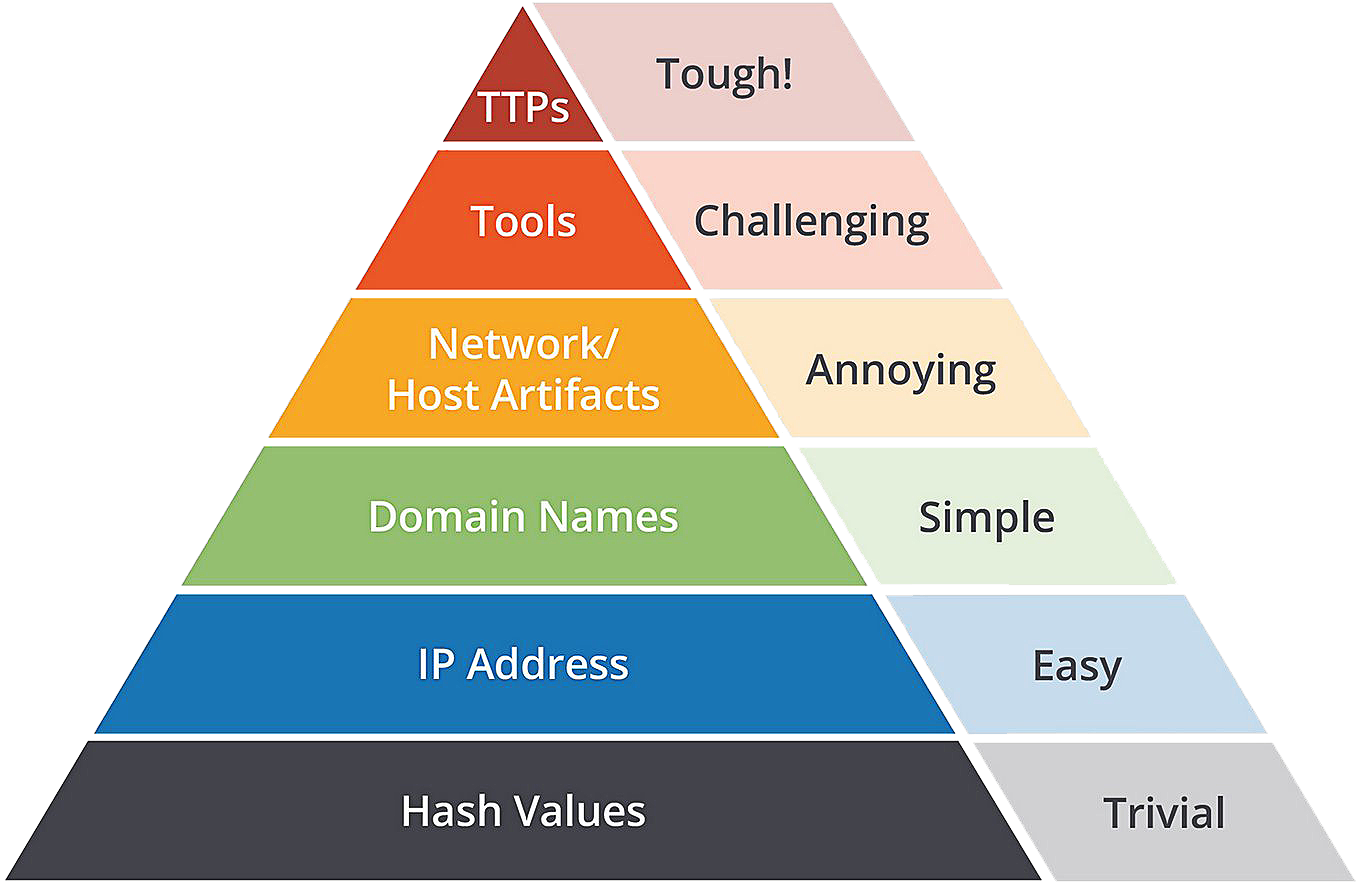 TTPs
Tough!
Tools
Challenging
Network/
Host Artifacts
Annoying
Domain Names
Simple
IP Address
Easy
Hash Values
Trivial